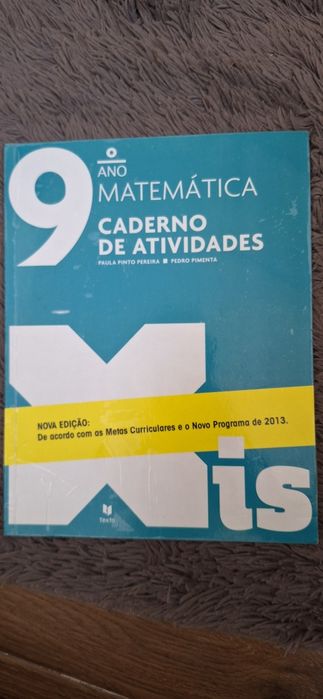 9.º ANO
MATEMÁTICA
CADERNO
DE ATIVIDADES
PAULA PINTO PEREIRA ■ PEDRO PIMENTA
NOVA EDIÇÃO:
De acordo com as Metas Curriculares e o Novo Programa de 2013.
Xis
Texto